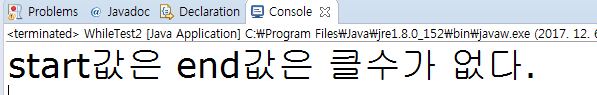 Problems @ Javadoc Declaration Console
<terminated> WhileTest2 [Java Application] C:₩Program Files₩Java₩jre1.8.0_152₩bin₩javaw.exe (2017. 12. 6
start값은 end값은 클수가 없다.